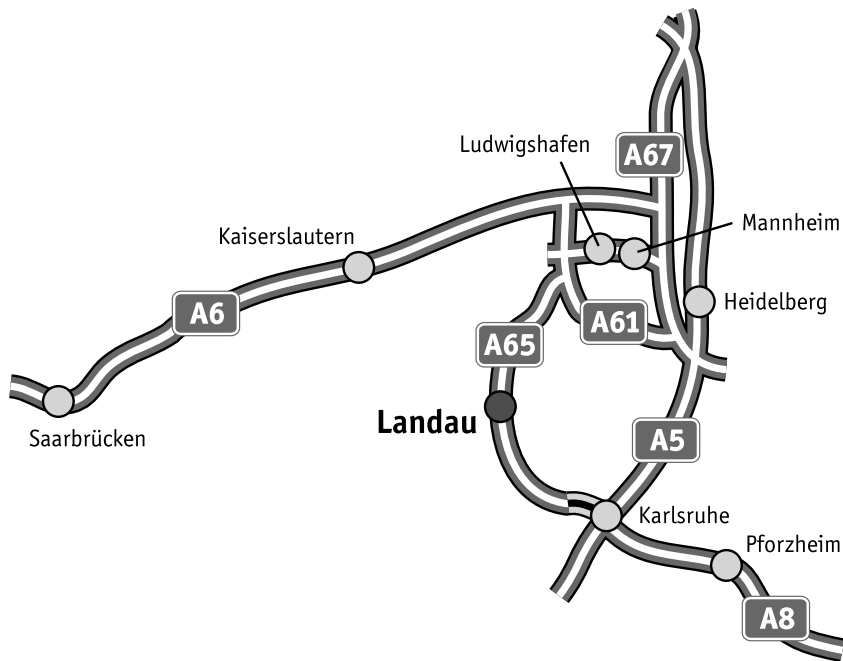 Ludwigshafen
A67
Mannheim
Kaiserslautern
Heidelberg
A6
A61
A65
Landau
Saarbrücken
A5
Karlsruhe
Pforzheim
A8